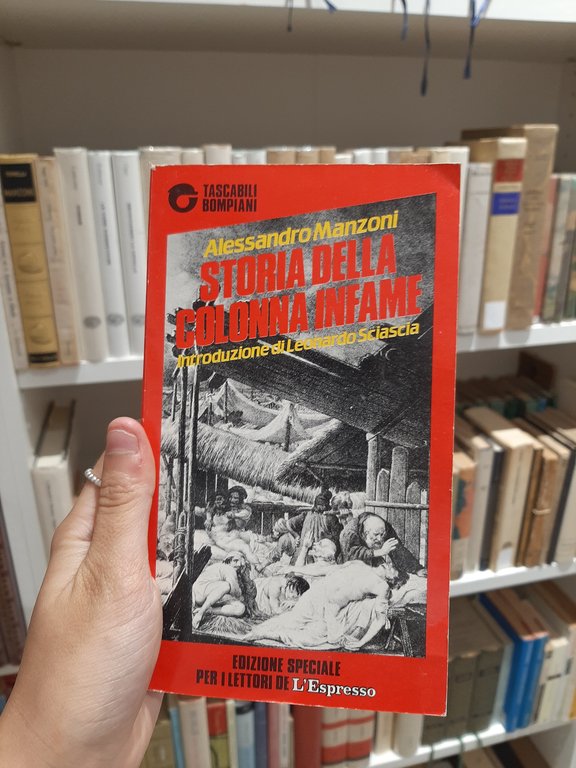 TASCABILI
BOMPIANI
Alessandro Manzoni
STORIA DELLA
COLONNA INFAME
Introduzione di Leonardo Sciascia
EDIZIONE SPECIALE
PER I LETTORI DE L'Espresso